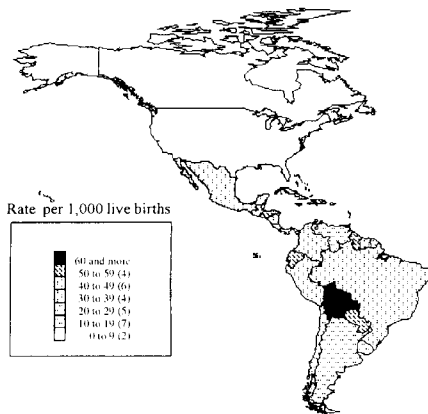 Rate per 1,000 live births
60 and more
50 to 59 (4)
40 to 49 (6)
30 to 39 (4)
20 to 29 (5)
10 to 19 (7)
0 to 9 (2)